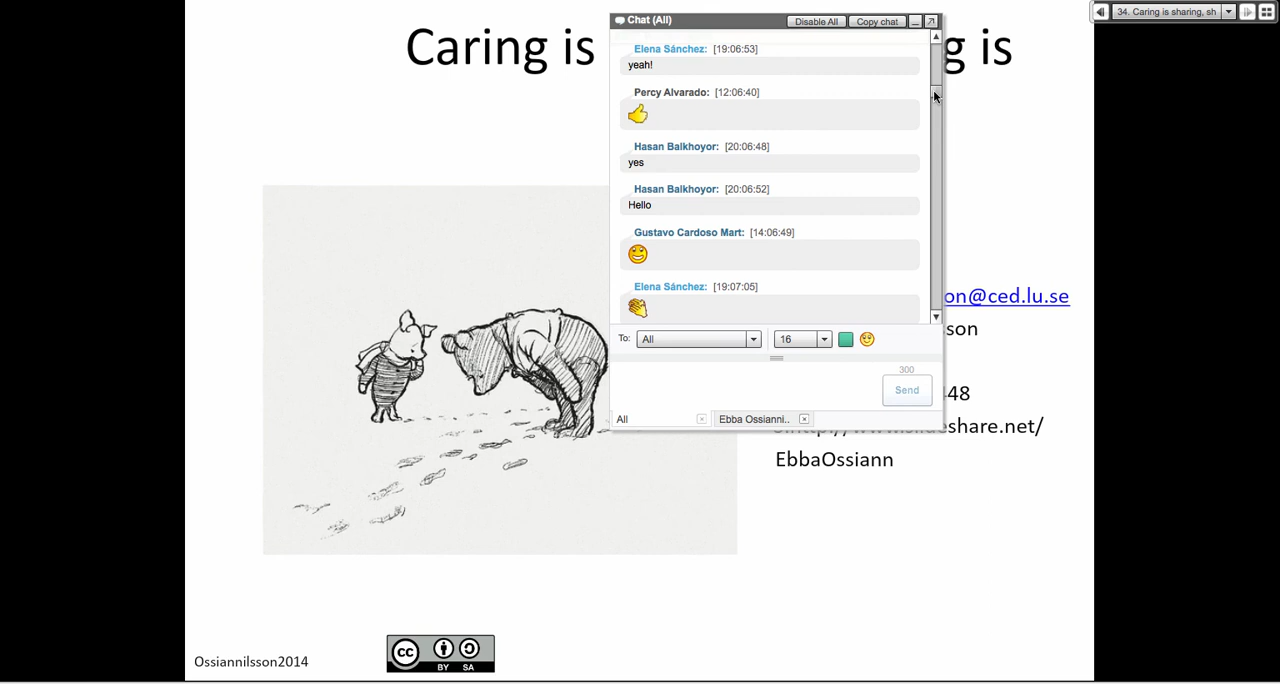 Caring is
g is
34. Caring is sharing, sh
Chat (All)
Disable All
Copy chat
Elena Sánchez: [19:06:53]
yeah!
Percy Alvarado: [12:06:40]
Hasan Balkhoyor: [20:06:48]
yes
Hasan Balkhoyor: [20:06:52]
Hello
Gustavo Cardoso Mart: [14:06:49]
Elena Sánchez: [19:07:05]
To: All 16
300
Send
All
Ebba Ossianni..
on@ced.lu.se
son
48
eshare.net/
EbbaOssiann
Ossiannilsson2014
cc
BY SA